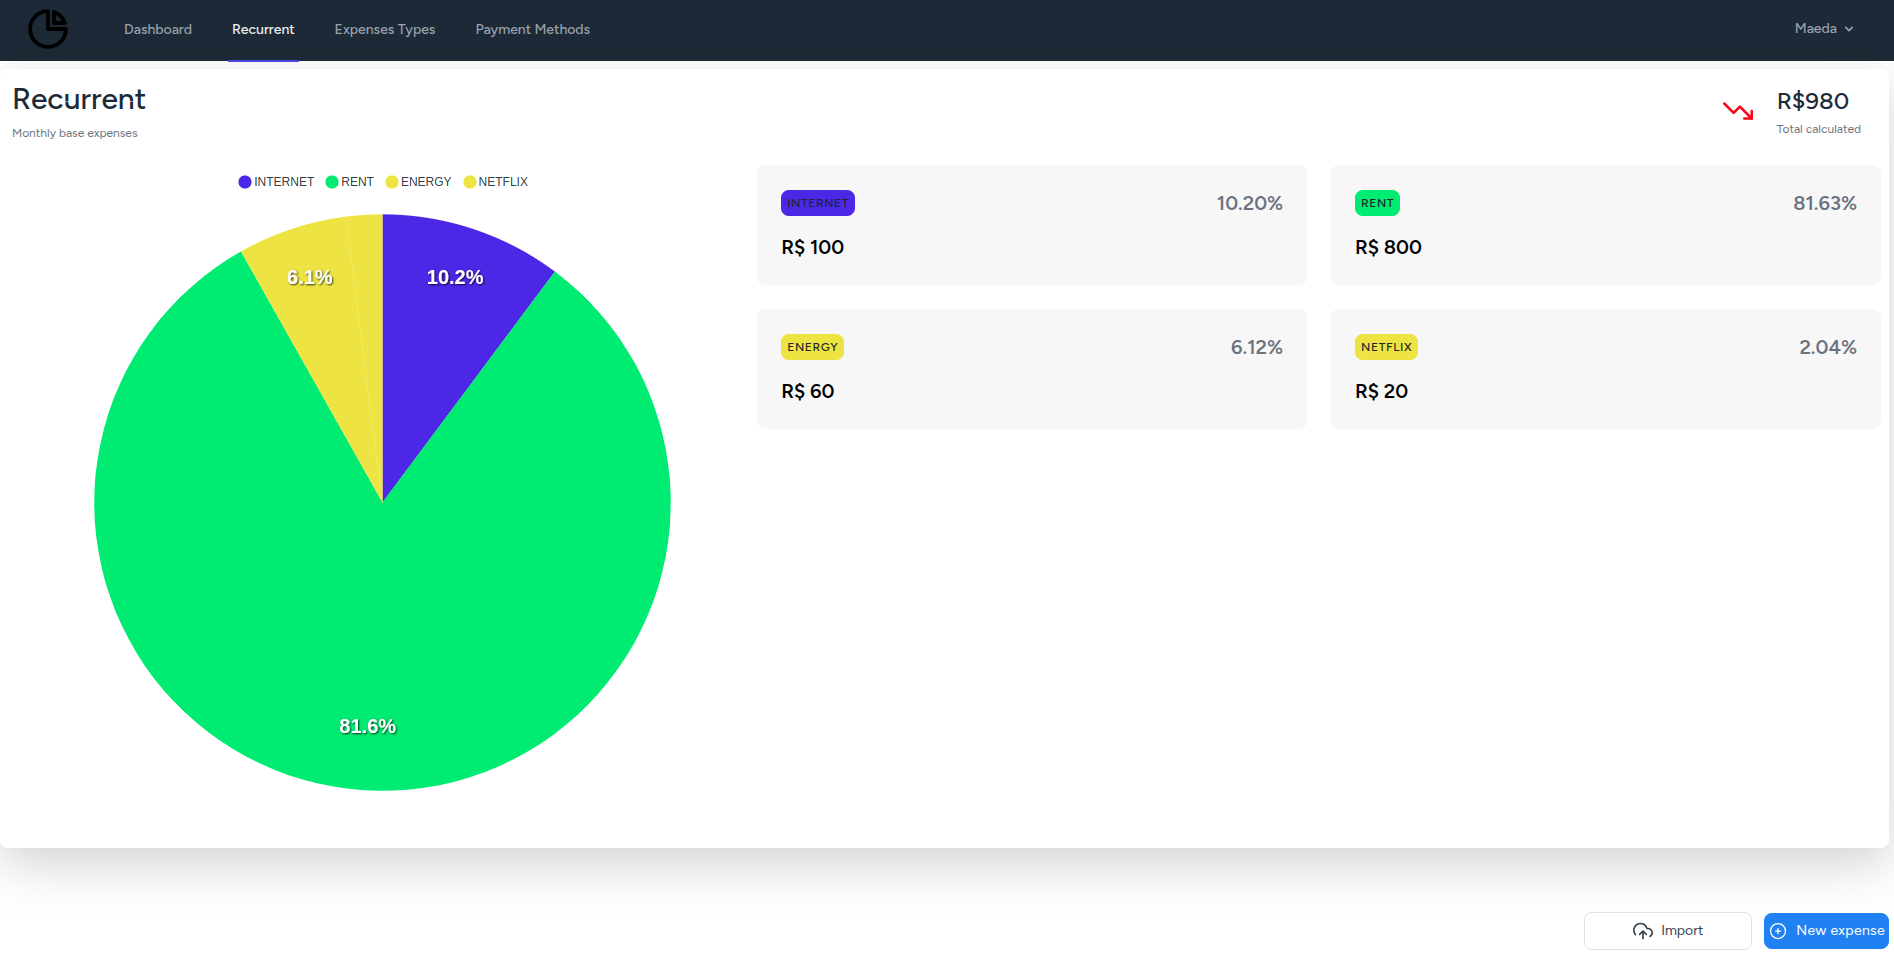 Dashboard
Recurrent
Expenses Types
Payment Methods
Maeda
Recurrent
Monthly base expenses
R$980
Total calculated
INTERNET
RENT
ENERGY
NETFLIX
6.1%
10.2%
81.6%
INTERNET
10.20%
R$ 100
RENT
81.63%
R$ 800
ENERGY
6.12%
R$ 60
NETFLIX
2.04%
R$ 20
Import
New expense